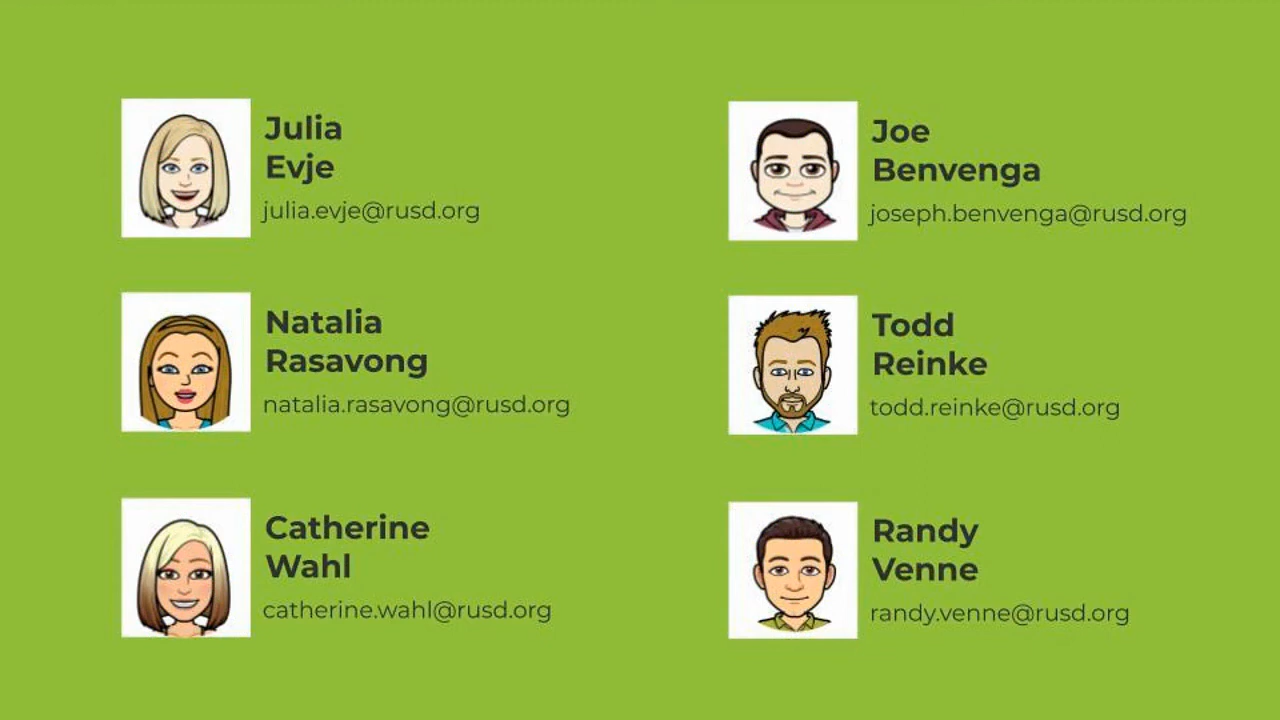 Julia
Evje
julia.evje@rusd.org
Natalia
Rasavong
natalia.rasavong@rusd.org
Catherine
Wahl
catherine.wahl@rusd.org
Joe
Benvenga
joseph.benvenga@rusd.org
Todd
Reinke
todd.reinke@rusd.org
Randy
Venne
randy.venne@rusd.org